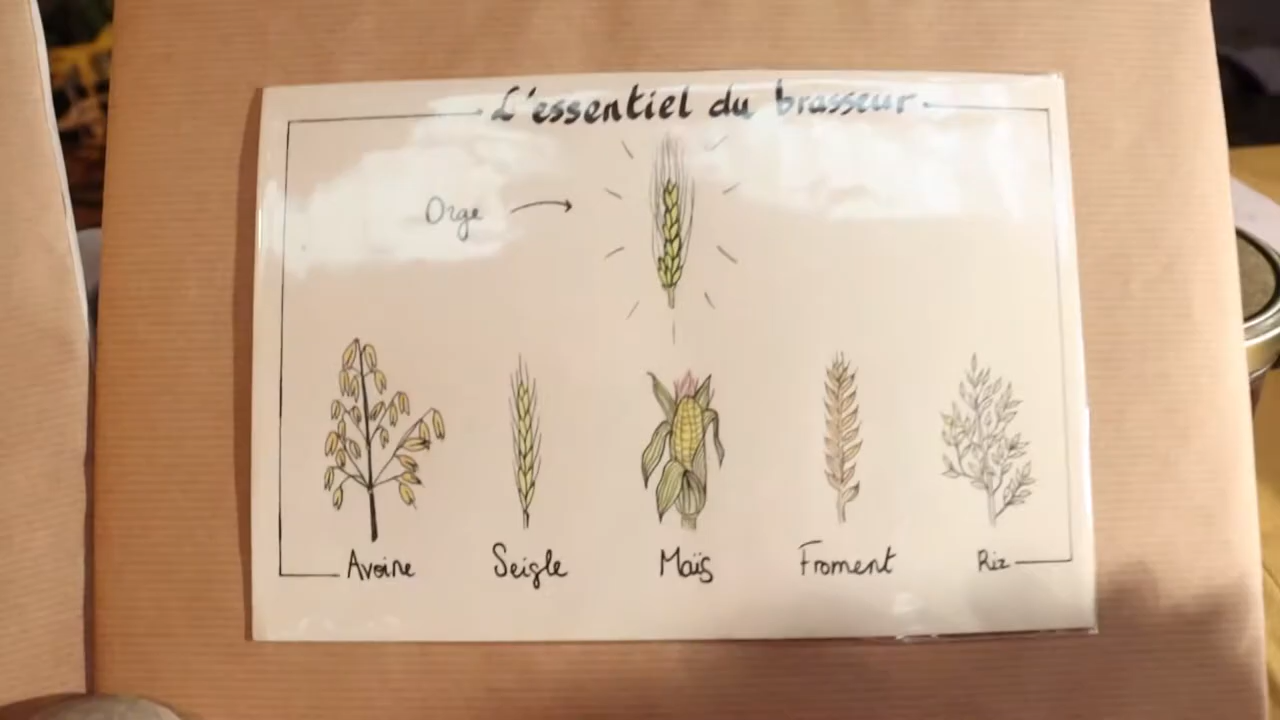 L'essentiel du brasseur
Orge
Avoine
Seigle
Maïs
Froment
Riz